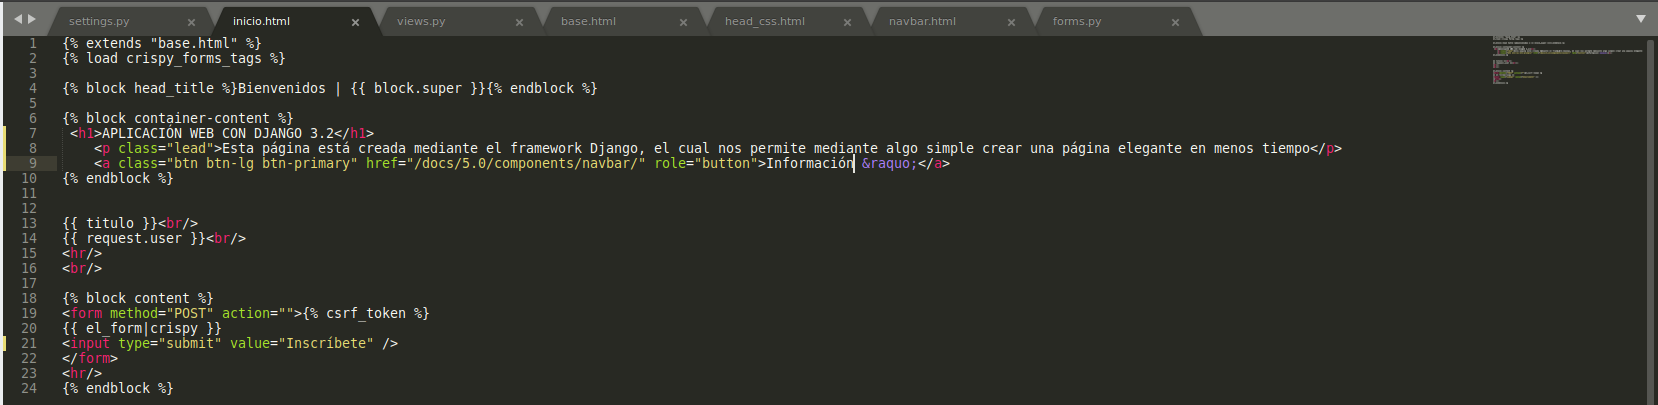 settings.py × inicio.html × views.py × base.html × head_css.html × navbar.html × forms.py ×
1 {% extends "base.html" %}
2 {% load crispy_forms_tags %}
3
4 {% block head_title %}Bienvenidos | {{ block.super }}{% endblock %}
5
6 {% block container-content %}
7 <h1>APLICACIÓN WEB CON DJANGO 3.2</h1>
8 <p class="lead">Esta página está creada mediante el framework Django, el cual nos permite mediante algo simple crear una página elegante en menos tiempo</p>
9 <a class="btn btn-lg btn-primary" href="/docs/5.0/components/navbar/" role="button">Información &raquo;</a>
10 {% endblock %}
11
12
13 {{ titulo }}<br/>
14 {{ request.user }}<br/>
15 <hr/>
16 <br/>
17
18 {% block content %}
19 <form method="POST" action="">{% csrf_token %}
20 {{ el_form|crispy }}
21 <input type="submit" value="Inscríbete" />
22 </form>
23 <hr/>
24 {% endblock %}